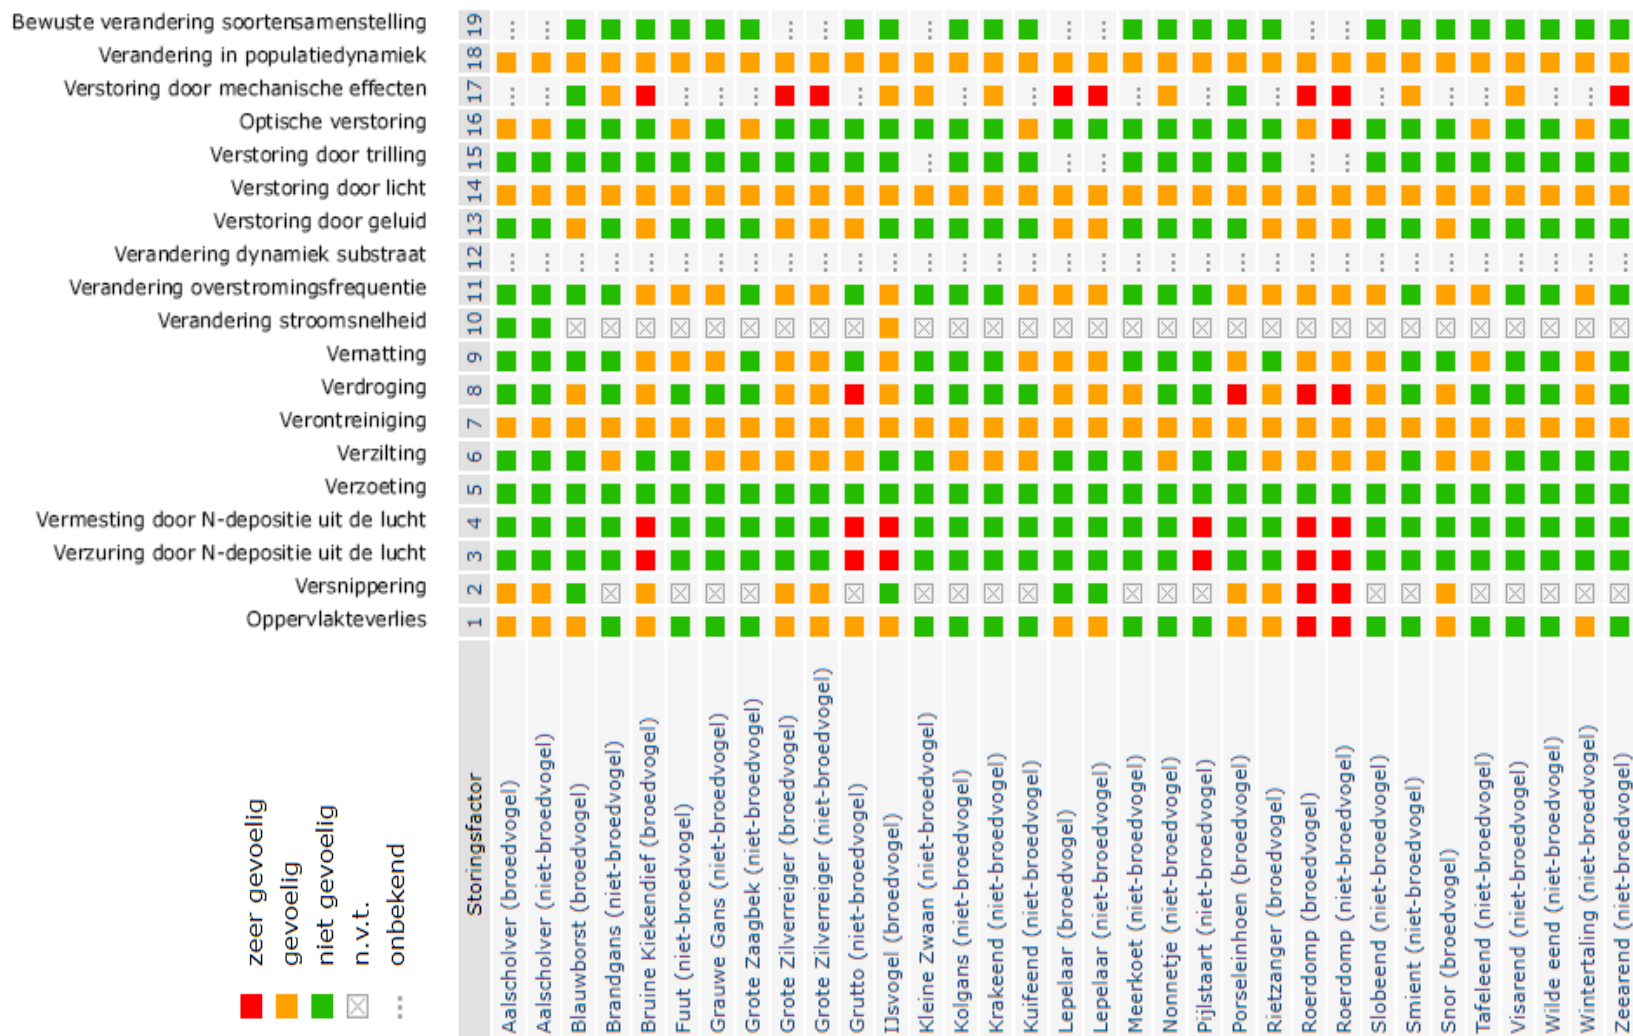 Bewuste verandering soortensamenstelling 19
Verandering in populatiedynamiek 18
Verstoring door mechanische effecten 17
Optische verstoring 16
Verstoring door trilling 15
Verstoring door licht 14
Verstoring door geluid 13
Verandering dynamiek substraat 12
Verandering overstromingsfrequentie 11
Verandering stroomsnelheid 10
Vernatting 9
Verdroging 8
Verontreiniging 7
Verzilting 6
Verzoeting 5
Vermesting door N-depositie uit de lucht 4
Verzuring door N-depositie uit de lucht 3
Versnippering 2
Oppervlakteverlies 1
zeer gevoelig
gevoelig
niet gevoelig
n.v.t.
onbekend
Storingsfactor
Aalscholver (broedvogel)
Aalscholver (niet-broedvogel)
Blauwborst (broedvogel)
Brandgans (niet-broedvogel)
Bruine Kiekendief (broedvogel)
Fuut (niet-broedvogel)
Grauwe Gans (niet-broedvogel)
Grote Zaagbek (niet-broedvogel)
Grote Zilverreiger (broedvogel)
Grote Zilverreiger (niet-broedvogel)
Grutto (niet-broedvogel)
IJsvogel (broedvogel)
Kleine Zwaan (niet-broedvogel)
Kolgans (niet-broedvogel)
Krakeend (niet-broedvogel)
Kuifeend (niet-broedvogel)
Lepelaar (broedvogel)
Lepelaar (niet-broedvogel)
Meerkoet (niet-broedvogel)
Nonnetje (niet-broedvogel)
Pijlstaart (niet-broedvogel)
Porseleinhoen (broedvogel)
Rietzanger (broedvogel)
Roerdomp (broedvogel)
Roerdomp (niet-broedvogel)
Slobeend (niet-broedvogel)
Smient (niet-broedvogel)
Snor (broedvogel)
Tafeleend (niet-broedvogel)
Visarend (niet-broedvogel)
Wilde eend (niet-broedvogel)
Wintertaling (niet-broedvogel)
Zeearend (niet-broedvogel)